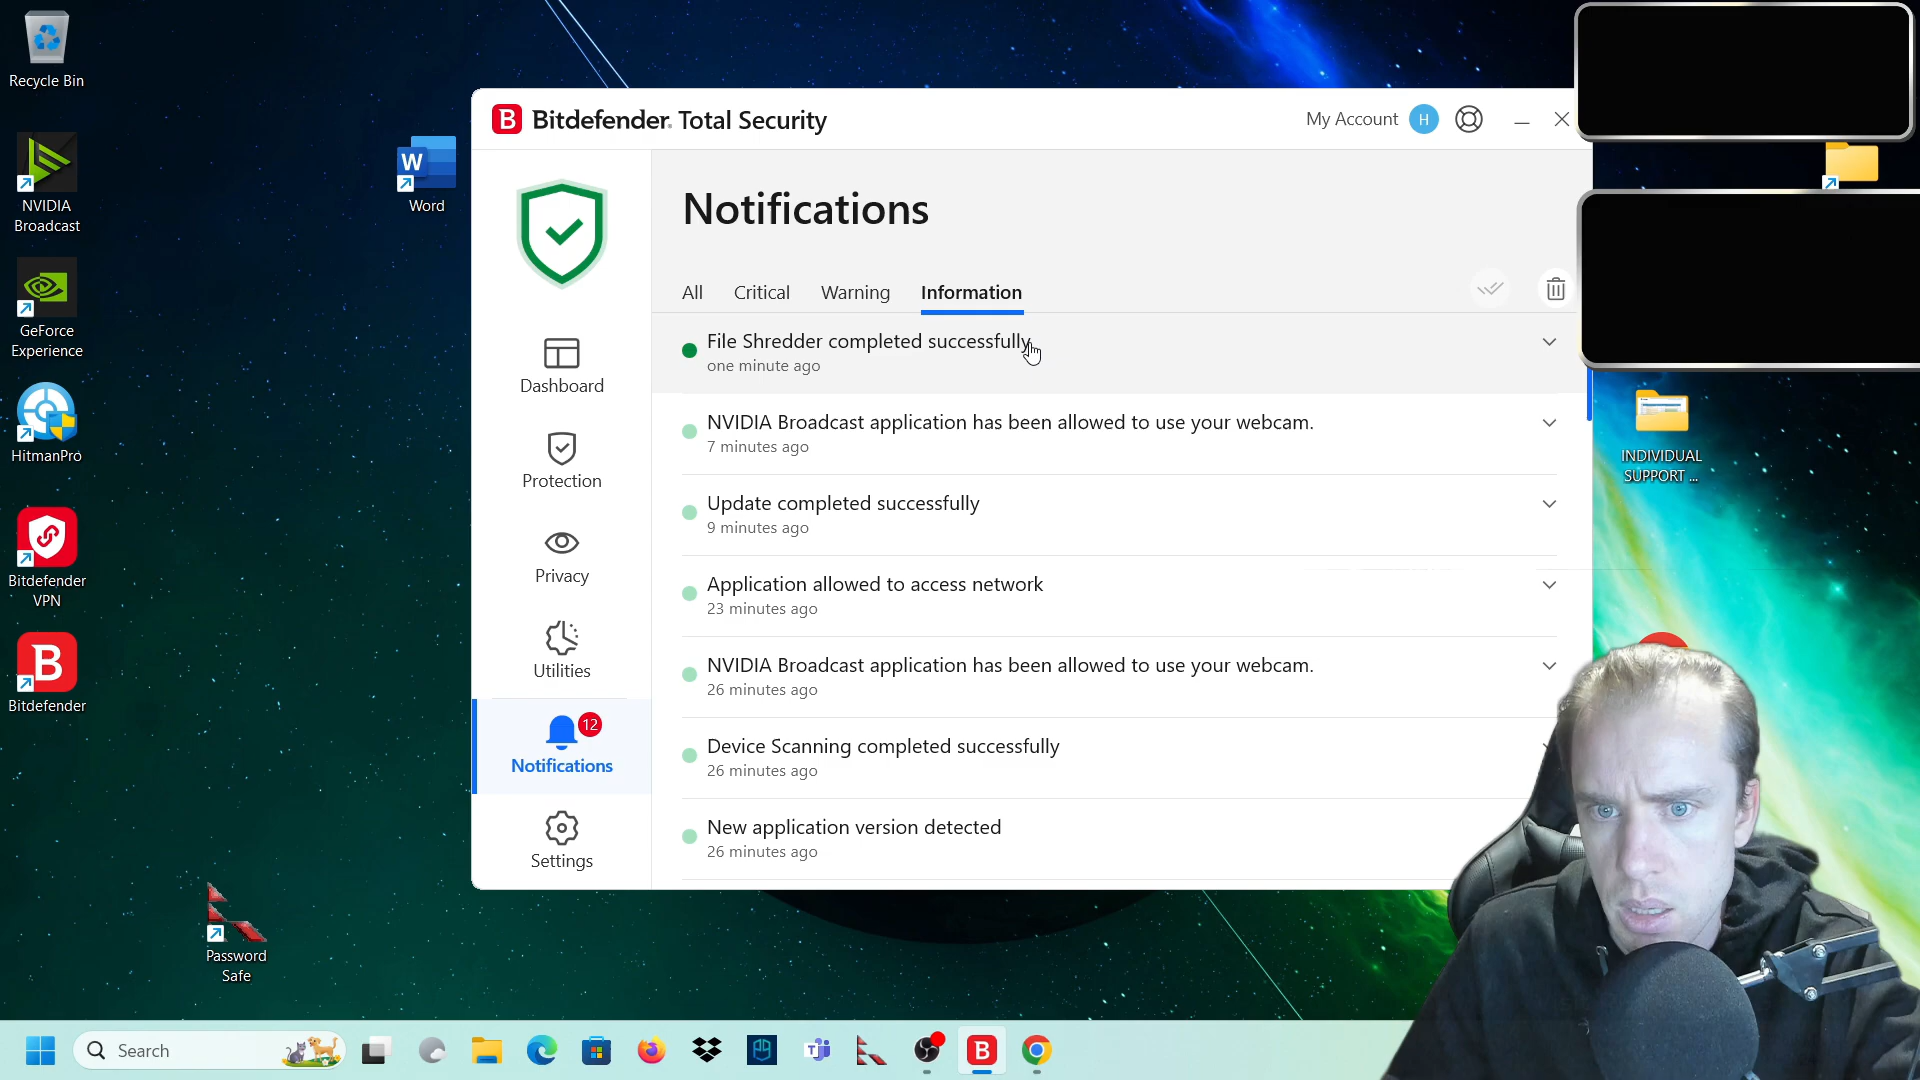 Recycle Bin
NVIDIA
Broadcast
GeForce
Experience
HitmanPro
Bitdefender
VPN
Bitdefender
W
Word
Password
Safe
B Bitdefender Total Security
My Account H
Dashboard
Protection
Privacy
Utilities
12
Notifications
Settings
Notifications
All Critical Warning Information
File Shredder completed successfully
one minute ago
NVIDIA Broadcast application has been allowed to use your webcam.
7 minutes ago
Update completed successfully
9 minutes ago
Application allowed to access network
23 minutes ago
NVIDIA Broadcast application has been allowed to use your webcam.
26 minutes ago
Device Scanning completed successfully
26 minutes ago
New application version detected
26 minutes ago
INDIVIDUAL
SUPPORT ...
Search
B